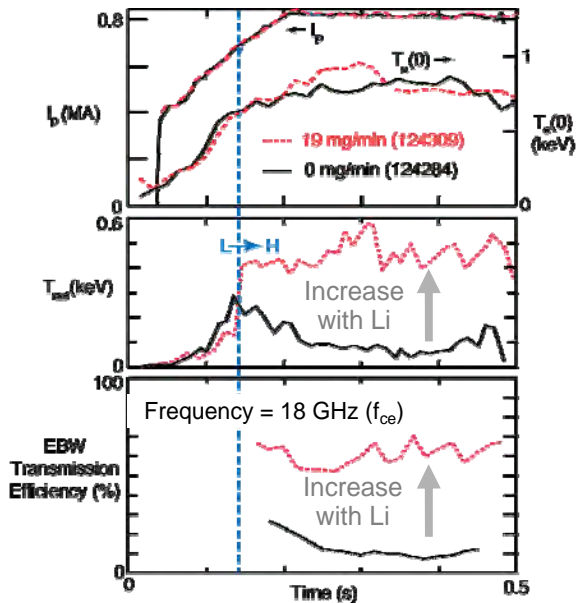 0.8
I_p (MA)
0
← I_p
T_e(0) →
1
T_e(0)
(keV)
0
19 mg/min (124309)
0 mg/min (124284)
0.6
T_rad (keV)
0
L → H
Increase
with Li
100
Frequency = 18 GHz (f_ce)
EBW
Transmission
Efficiency (%)
Increase
with Li
0
0
Time (s)
0.5